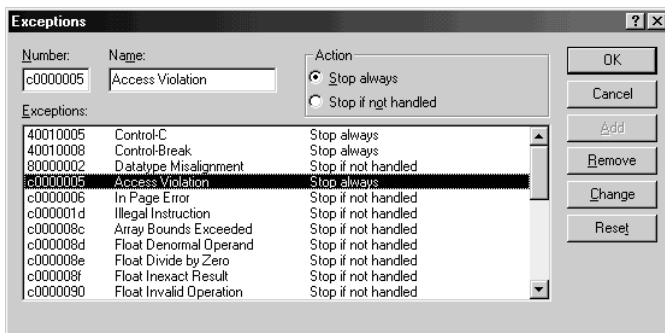 Exceptions
Number:
Name:
Action
c0000005
Access Violation
Stop always
Stop if not handled
Exceptions:
40010005 Control-C Stop always
40010008 Control-Break Stop always
80000002 Datatype Misalignment Stop if not handled
c0000005 Access Violation Stop always
c0000006 In Page Error Stop if not handled
c000001d Illegal Instruction Stop if not handled
c000008c Array Bounds Exceeded Stop if not handled
c000008d Float Denormal Operand Stop if not handled
c000008e Float Divide by Zero Stop if not handled
c000008f Float Inexact Result Stop if not handled
c0000090 Float Invalid Operation Stop if not handled
OK
Cancel
Add
Remove
Change
Reset